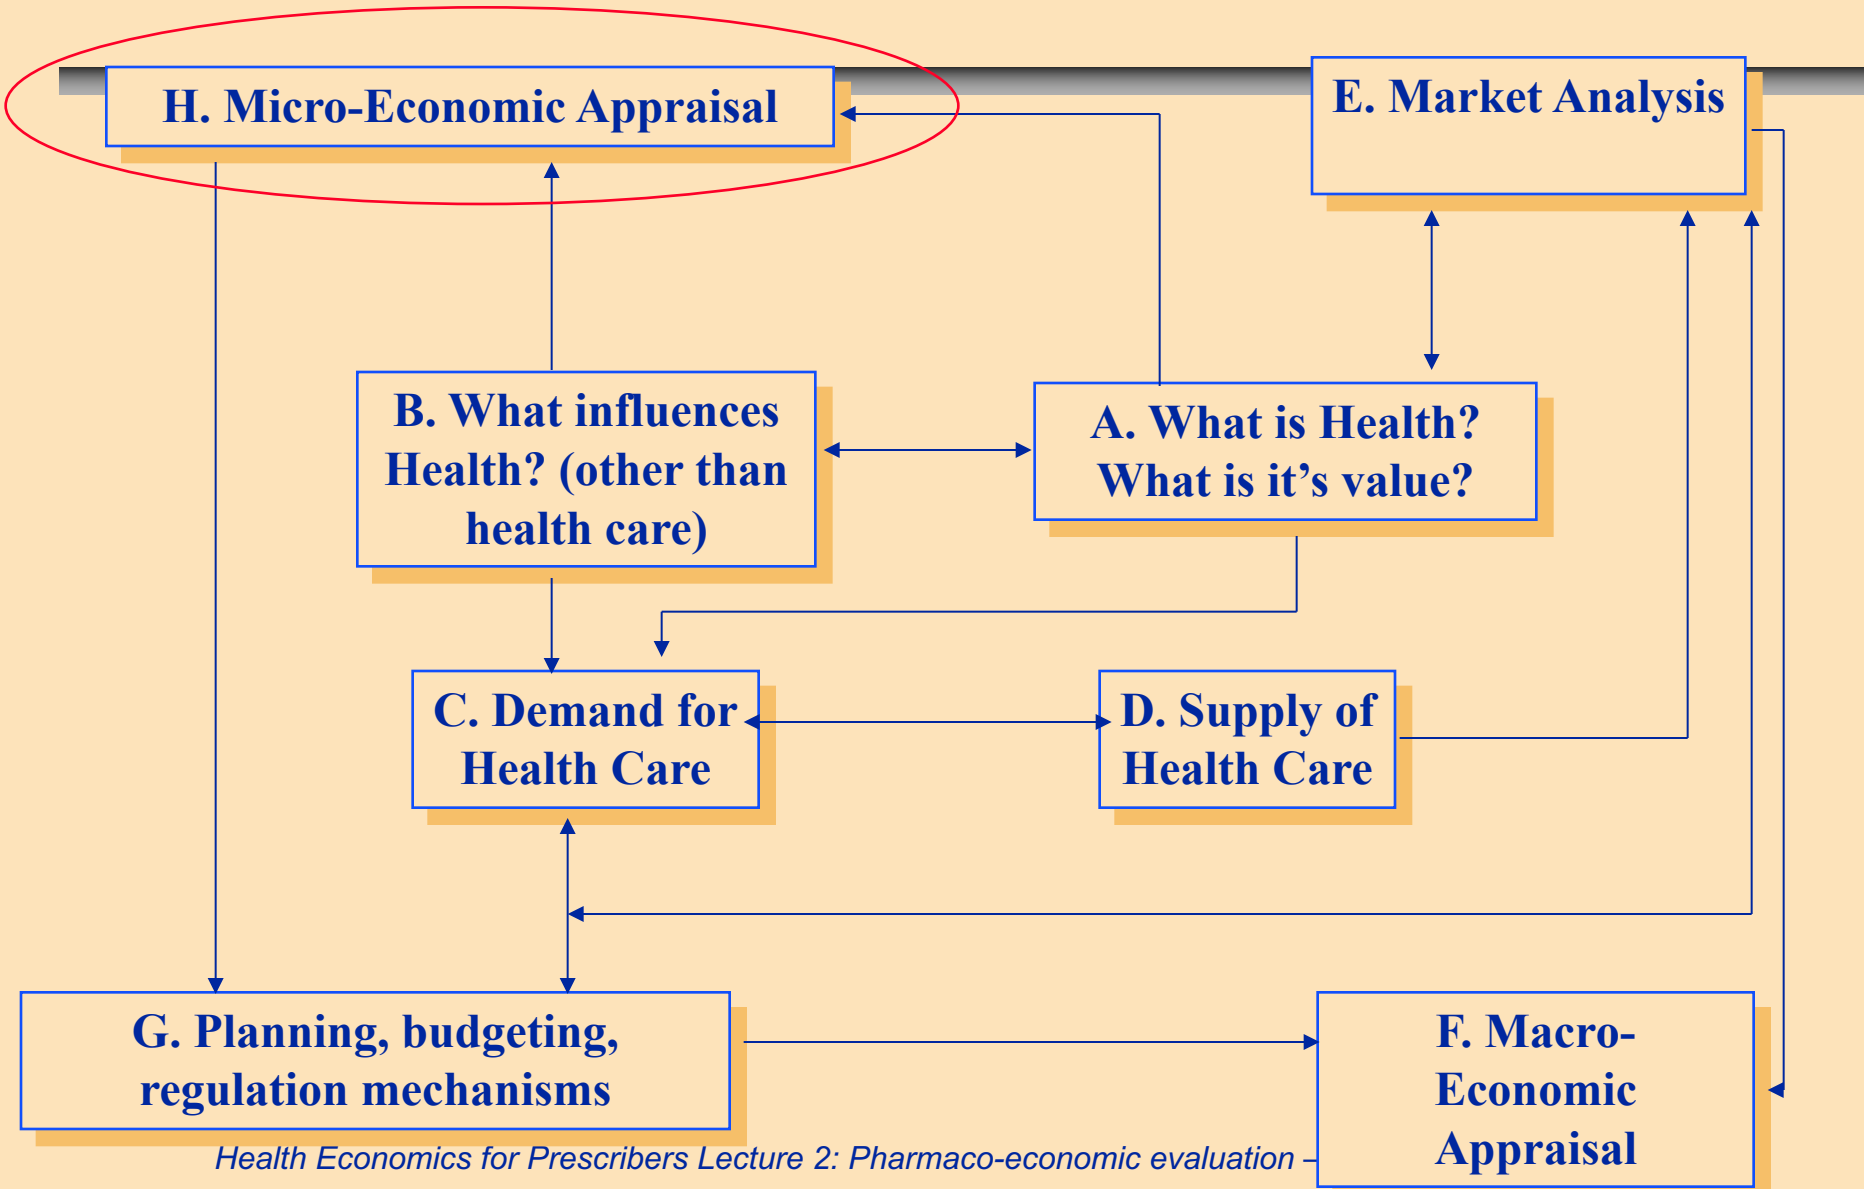 H. Micro-Economic Appraisal
E. Market Analysis
B. What influences
Health? (other than
health care)
A. What is Health?
What is it’s value?
C. Demand for
Health Care
D. Supply of
Health Care
G. Planning, budgeting,
regulation mechanisms
F. Macro-
Economic
Appraisal
Health Economics for Prescribers Lecture 2: Pharmaco-economic evaluation –